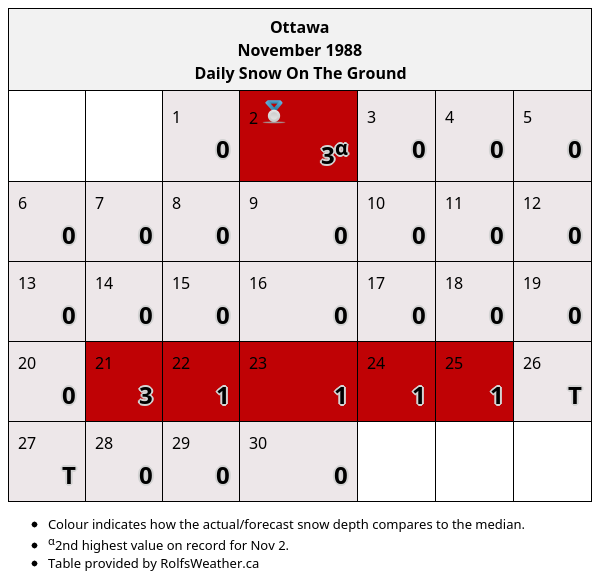 Ottawa
November 1988
Daily Snow On The Ground
1 2 3 4 5
0 3α 0 0 0
6 7 8 9 10 11 12
0 0 0 0 0 0 0
13 14 15 16 17 18 19
0 0 0 0 0 0 0
20 21 22 23 24 25 26
0 3 1 1 1 1 T
27 28 29 30
T 0 0 0
• Colour indicates how the actual/forecast snow depth compares to the median.
• α2nd highest value on record for Nov 2.
• Table provided by RolfsWeather.ca